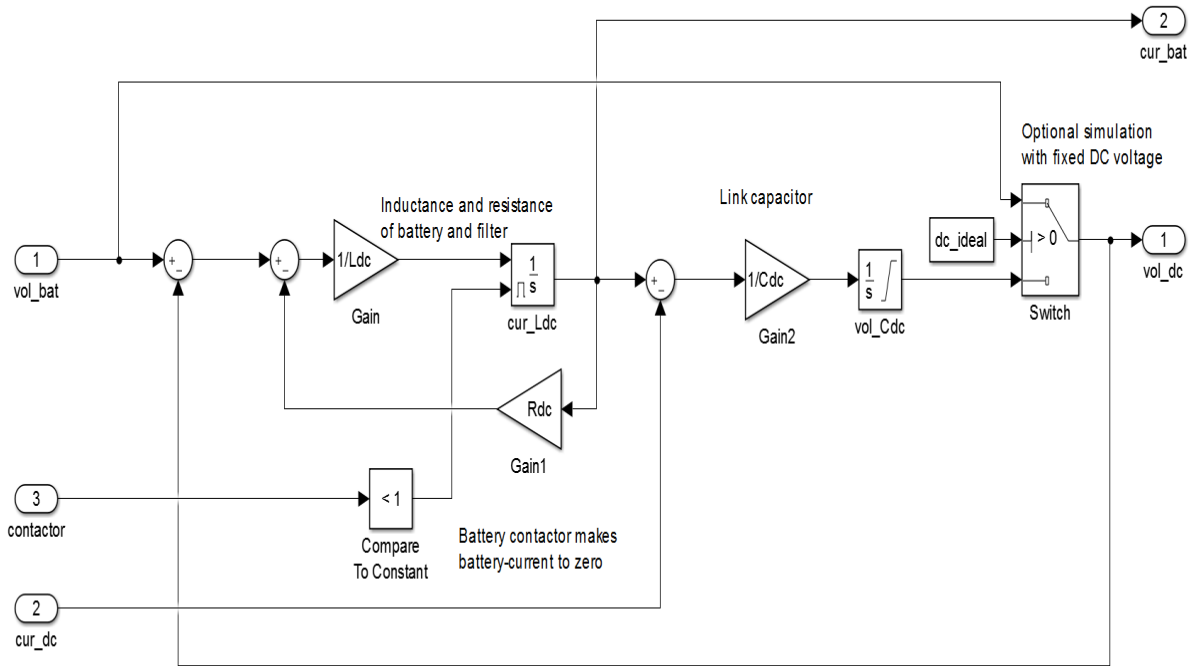 2
cur_bat
Optional simulation
with fixed DC voltage
Link capacitor
Inductance and resistance
of battery and filter
1
vol_bat
+
−
+
−
1/Ldc
Gain
1
s
cur_Ldc
+
−
1/Cdc
Gain2
1
s
vol_Cdc
dc_ideal
> 0
Switch
1
vol_dc
Rdc
Gain1
3
contactor
< 1
Compare
To Constant
Battery contactor makes
battery-current to zero
2
cur_dc